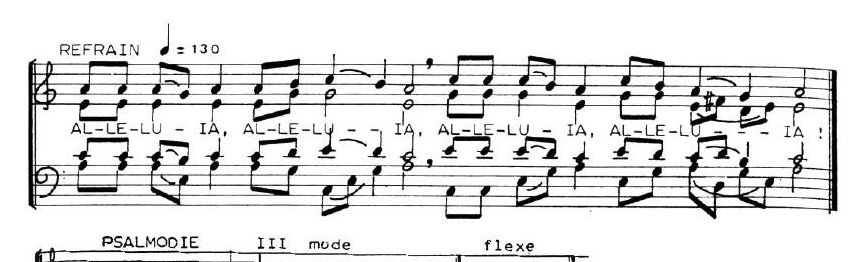 REFRAIN ♩ = 130
AL-LE-LU - IA, AL-LE-LU - - IA, AL-LE-LU - IA, AL-LE-LU - - - IA !
PSALMODIE III mode flexe